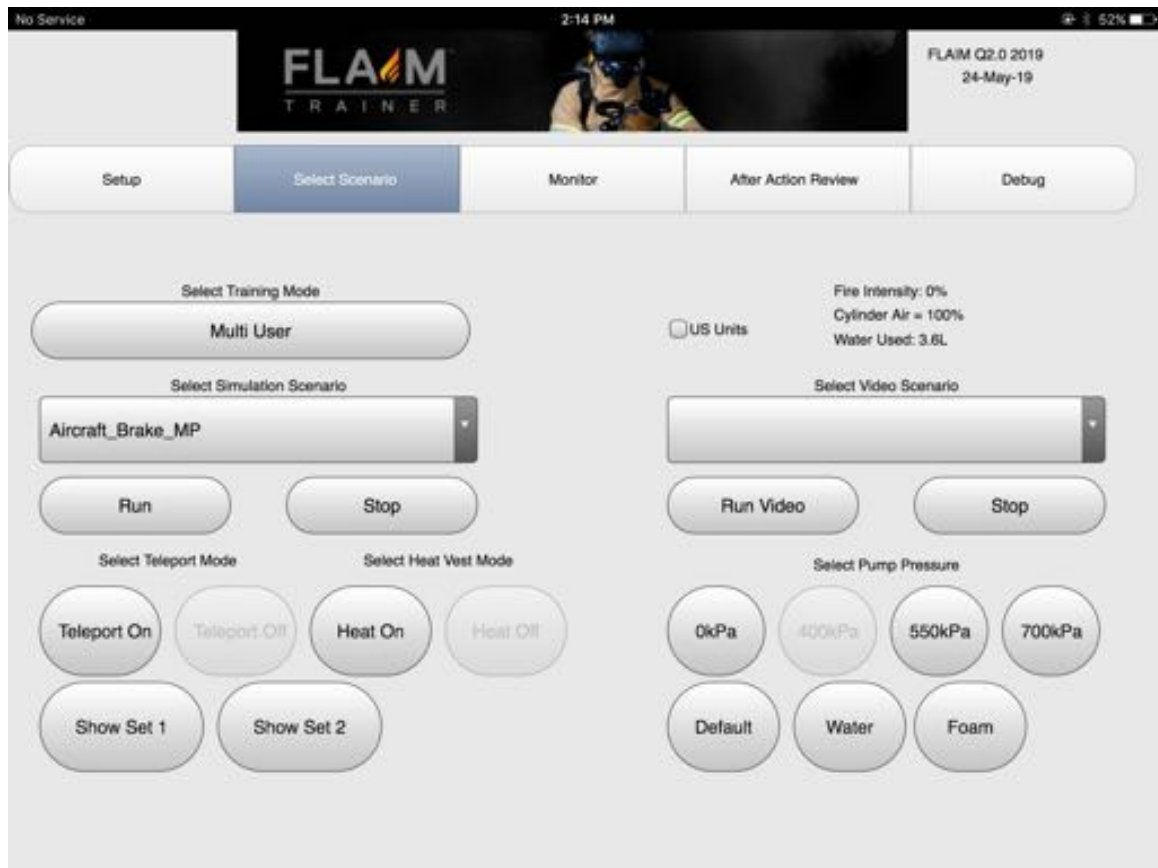 No Service 2:14 PM 52%
FLAIM
TRAINER
FLAIM Q2.0 2019
24-May-19
Setup Select Scenario Monitor After Action Review Debug
Select Training Mode
Multi User
US Units
Fire Intensity: 0%
Cylinder Air = 100%
Water Used: 3.6L
Select Simulation Scenario
Select Video Scenario
Aircraft_Brake_MP
Run Stop Run Video Stop
Select Teleport Mode Select Heat Vest Mode Select Pump Pressure
Teleport On Teleport Off Heat On Heat Off 0kPa 400kPa 550kPa 700kPa
Show Set 1 Show Set 2 Default Water Foam